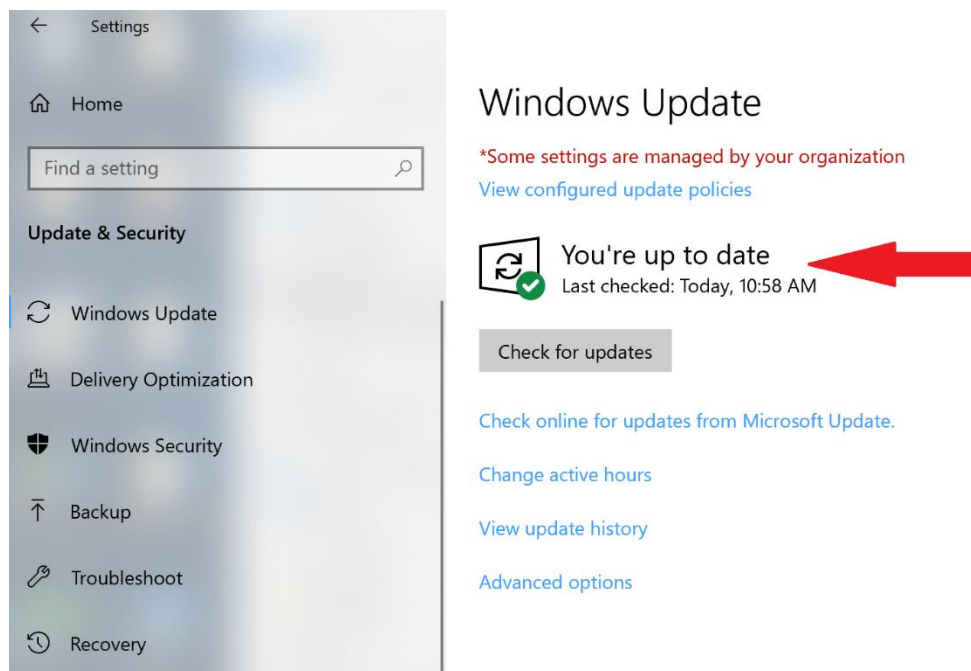 Settings
Home
Find a setting
Update & Security
Windows Update
Delivery Optimization
Windows Security
Backup
Troubleshoot
Recovery
Windows Update
*Some settings are managed by your organization
View configured update policies
You're up to date
Last checked: Today, 10:58 AM
Check for updates
Check online for updates from Microsoft Update.
Change active hours
View update history
Advanced options